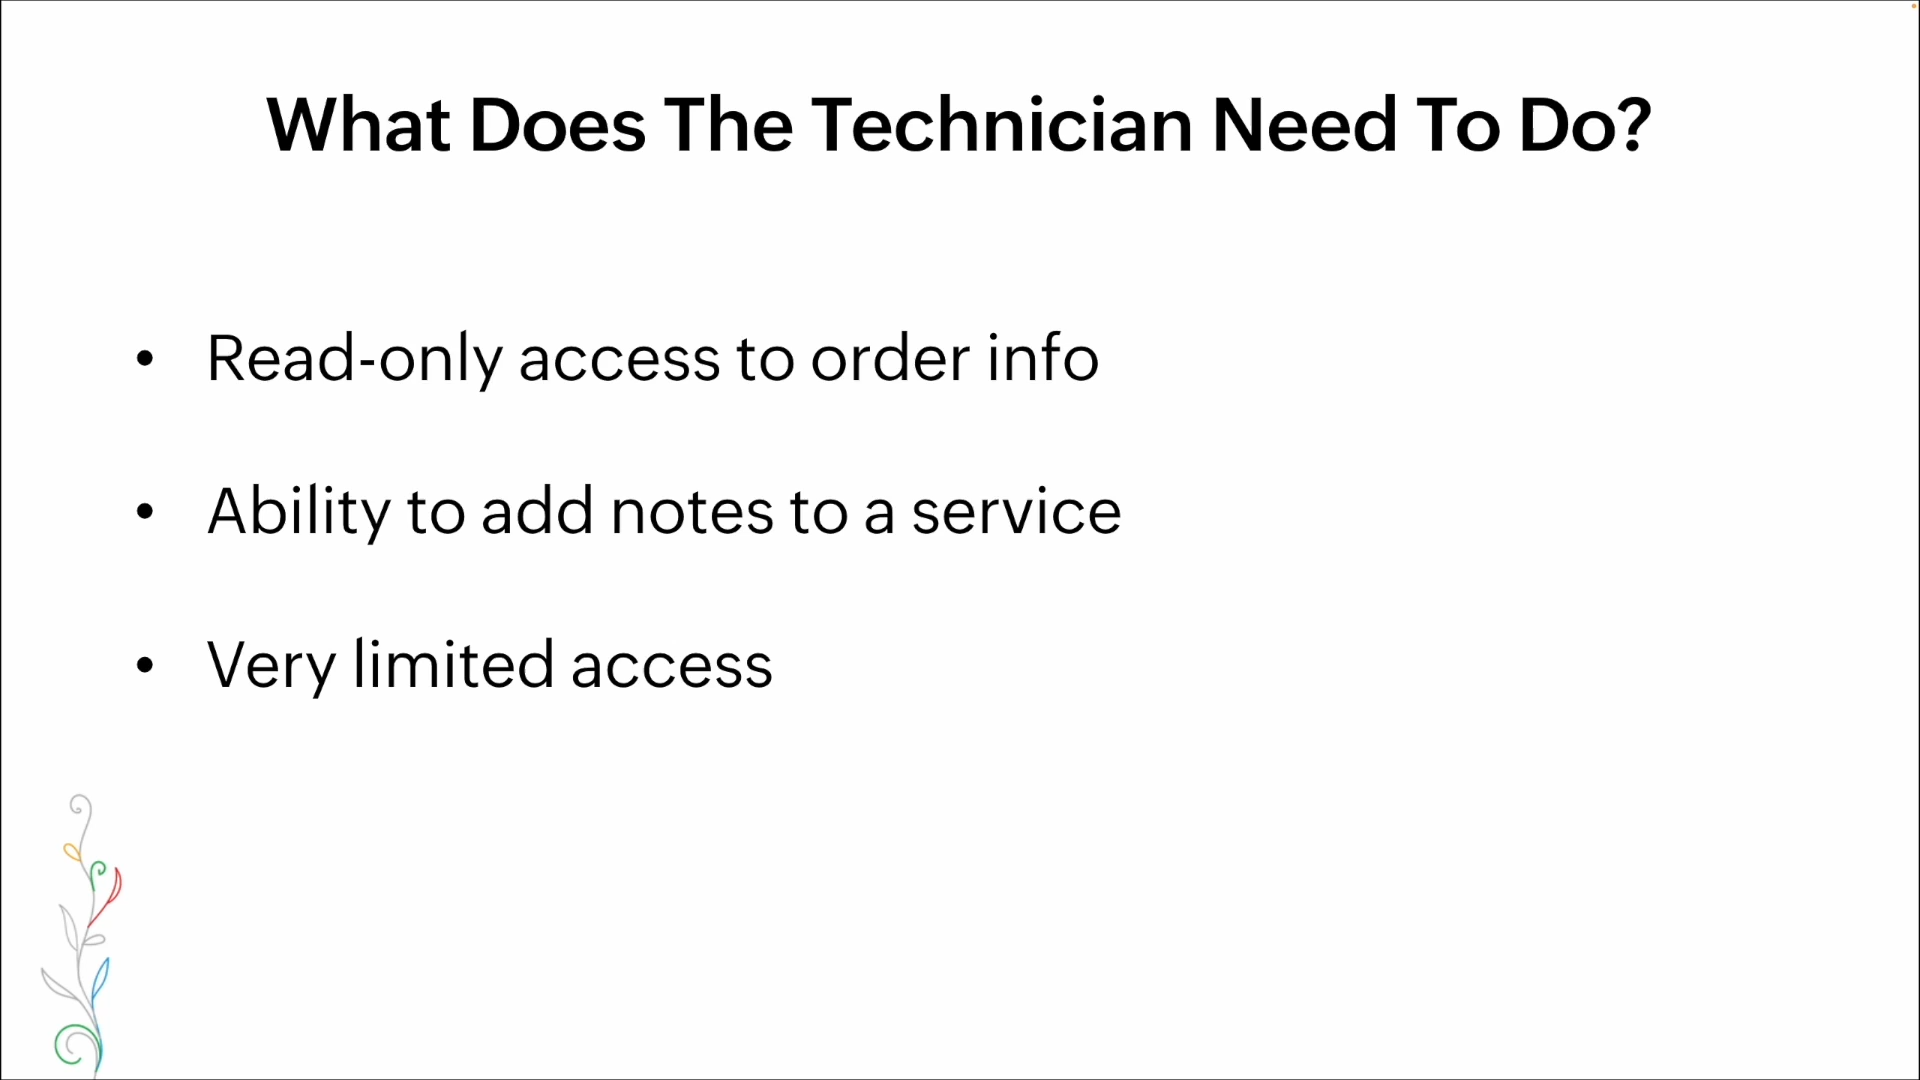 What Does The Technician Need To Do?
• Read-only access to order info
• Ability to add notes to a service
• Very limited access